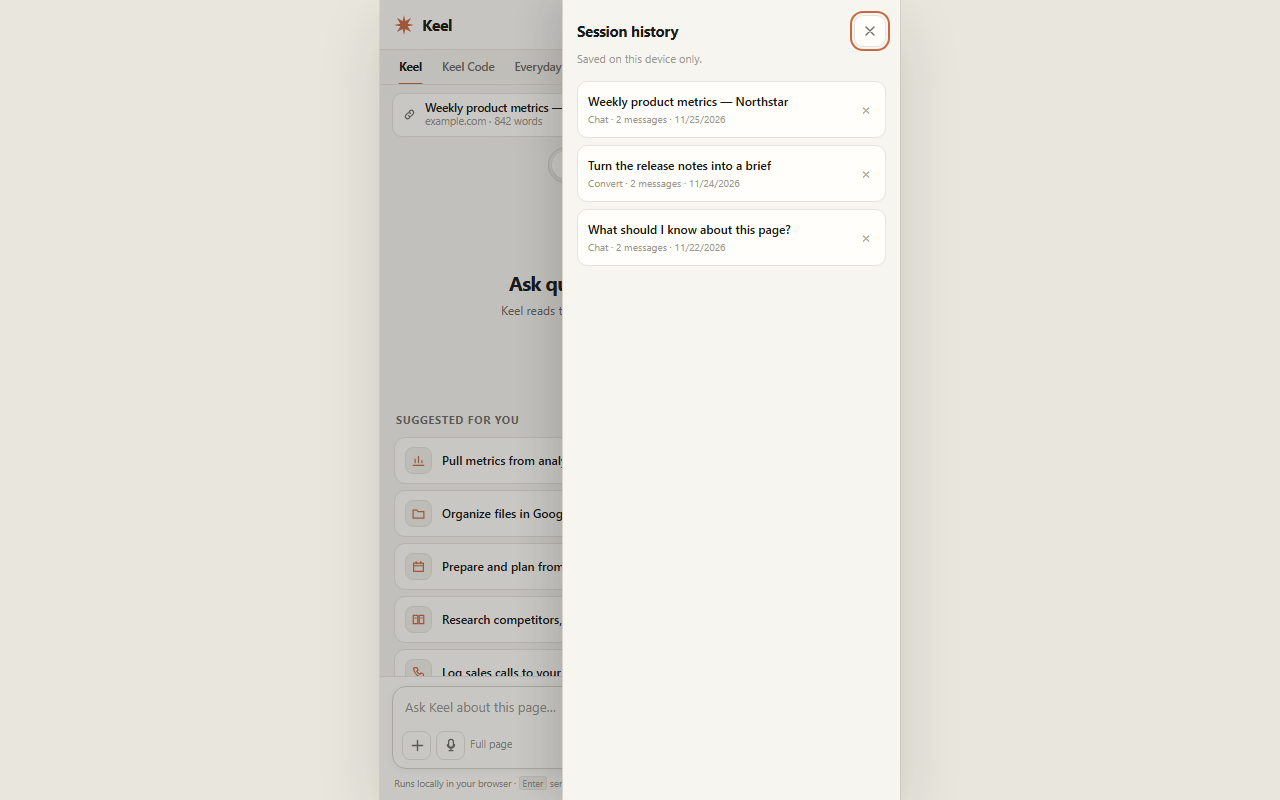 Keel
Keel Code Everyday
Keel
Weekly product metrics —
example.com · 842 words
Ask qu
Keel reads t
SUGGESTED FOR YOU
Pull metrics from anal
Organize files in Goog
Prepare and plan from
Research competitors,
Log sales calls to your
Ask Keel about this page...
Full page
Runs locally in your browser · Enter sen
Session history
Saved on this device only.
Weekly product metrics — Northstar
Chat · 2 messages · 11/25/2026
Turn the release notes into a brief
Convert · 2 messages · 11/24/2026
What should I know about this page?
Chat · 2 messages · 11/22/2026